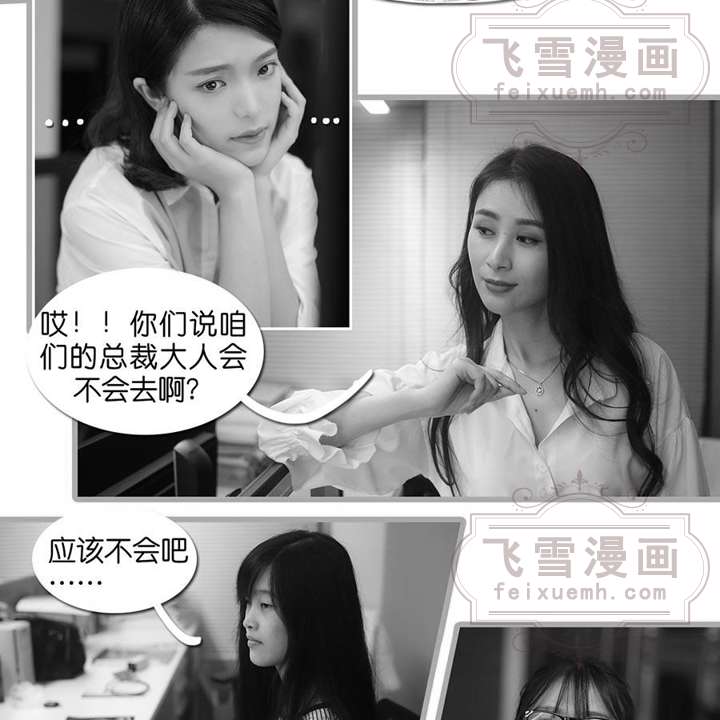 飞雪漫画
feixuemh.com
......
...
哎！！你们说咱
们的总裁大人会
不会去啊？
应该不会吧
......
飞雪漫画
feixuemh.com